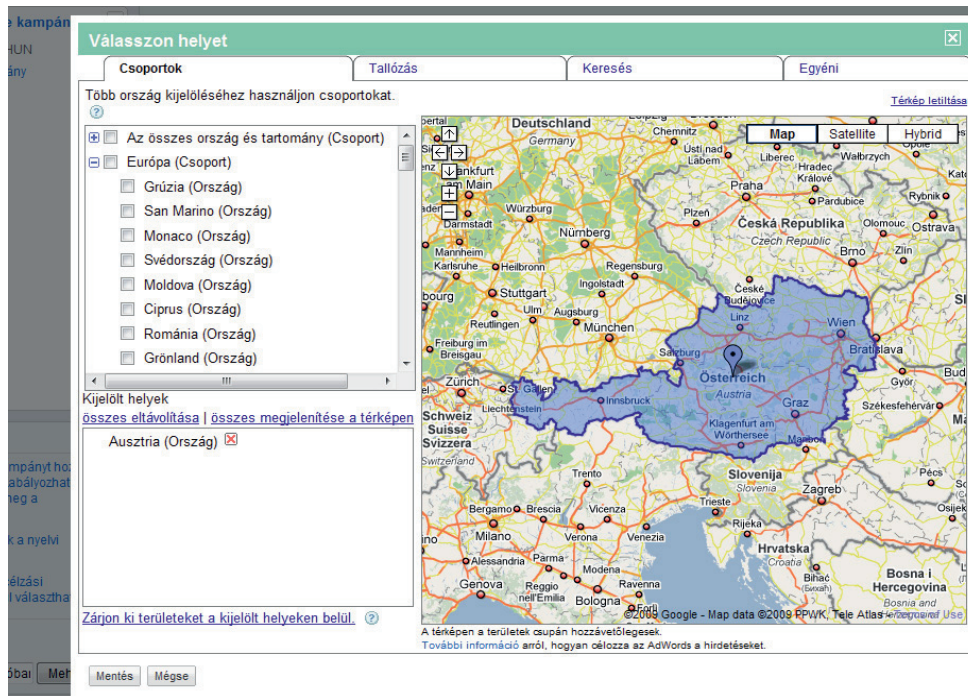 e kampán
HUN
ány
Válasszon helyet
Csoportok
Tallózás
Keresés
Egyéni
Több ország kijelöléséhez használjon csoportokat.
Térkép letiltása
Az összes ország és tartomány (Csoport)
Európa (Csoport)
Grúzia (Ország)
San Marino (Ország)
Monaco (Ország)
Svédország (Ország)
Moldova (Ország)
Ciprus (Ország)
Románia (Ország)
Grönland (Ország)
Kijelölt helyek
összes eltávolítása | összes megjelenítése a térképen
Ausztria (Ország)
Zárjon ki területeket a kijelölt helyeken belül.
Map
Satellite
Hybrid
Deutschland
Germany
Chemnitz
Ústí nad
Labem
Liberec
Wałbrzych
Hradec
Králové
Praha
Pardubice
Rybnik
am Main
Würzburg
Darmstadt
Plzeň
Česká Republika
Czech Republic
Olomouc
Ostrava
Nürnberg
Mannheim
Karlsruhe
Heilbronn
Regensburg
Brno
Zlín
Stuttgart
Ingolstadt
České
Budějovice
Reutlingen
Ulm
Augsburg
München
Linz
Wien
Freiburg im
Breisgau
Salzburg
Bratislava
Österreich
Austria
Zürich
St. Gallen
Győr
Liechtenstein
Innsbruck
Graz
Székesfehérvár
Schweiz
Suisse
Svizzera
Switzerland
Klagenfurt am
Wörthersee
Maribor
Trento
Slovenija
Slovenia
Zagreb
Pécs
Bergamo
Brescia
Vicenza
Trieste
Osijek
Milano
Verona
Venezia
Rijeka
Hrvatska
Croatia
Alessandria
Parma
Modena
Bihać
(Бихаћ)
Bosna i
Hercegovina
Bosnia and
Genova
Reggio
nell'Emilia
Ravenna
Bologna
Forlì
©2009 Google - Map data ©2009 PPWK, Tele Atlas - Terms of Use
A térképen a területek csupán hozzávetőlegesek.
További információ arról, hogyan célozza az AdWords a hirdetéseket.
mpányt hoz
abályozhat
meg a
k a nyelvi
célzási
l választhat
óbai
Meh
Mentés
Mégse